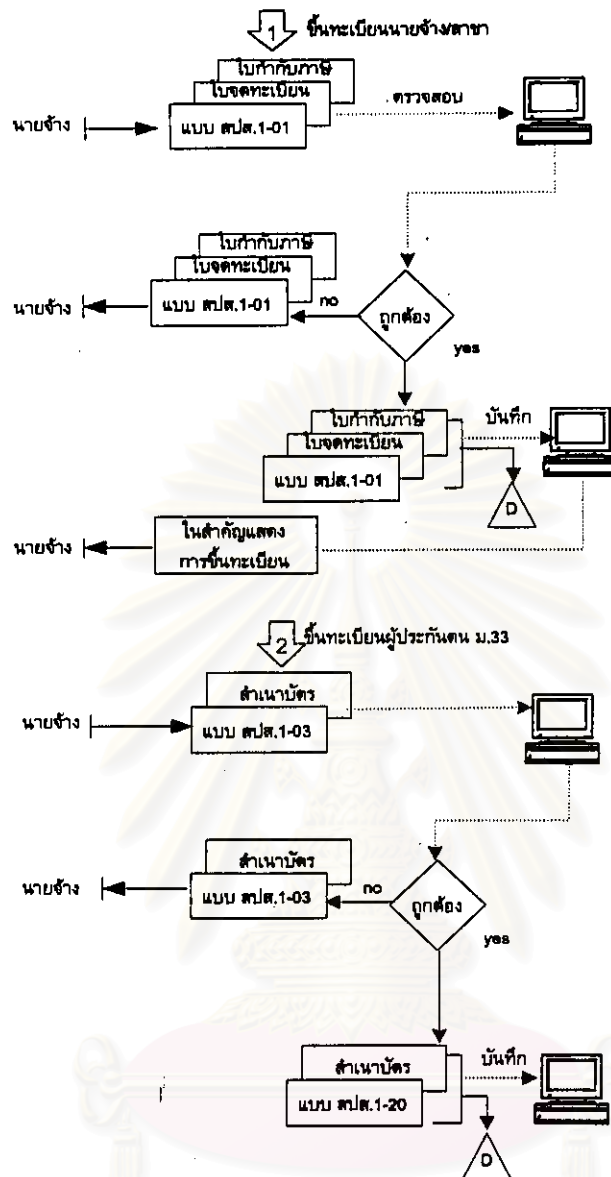 1 ขึ้นทะเบียนนายจ้าง/สาขา
ใบกำกับภาษี
ใบจดทะเบียน
แบบ สปส.1-01
นายจ้าง
ตรวจสอบ
ใบกำกับภาษี
ใบจดทะเบียน
แบบ สปส.1-01
นายจ้าง
no
ถูกต้อง
yes
ใบกำกับภาษี
ใบจดทะเบียน
แบบ สปส.1-01
บันทึก
D
นายจ้าง
ในสำคัญแสดง
การขึ้นทะเบียน
2 ขึ้นทะเบียนผู้ประกันตน ม.33
สำเนาบัตร
แบบ สปส.1-03
นายจ้าง
สำเนาบัตร
แบบ สปส.1-03
นายจ้าง
no
ถูกต้อง
yes
สำเนาบัตร
แบบ สปส.1-20
บันทึก
D